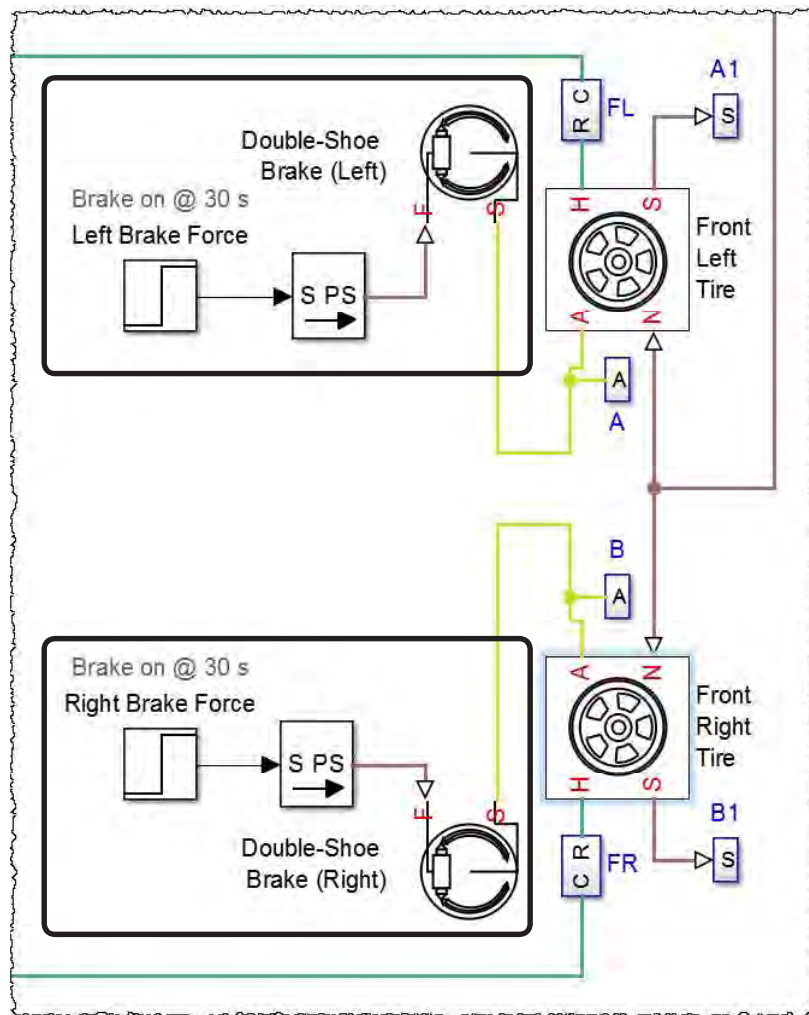 A1
S
R C
FL
Double-Shoe
Brake (Left)
Brake on @ 30 s
Left Brake Force
F
S
H
S
Front
Left
Tire
S PS
A
N
A
A
B
A
Brake on @ 30 s
Right Brake Force
A
N
Front
Right
Tire
S PS
F
S
H
S
B1
Double-Shoe
Brake (Right)
C R
FR
S